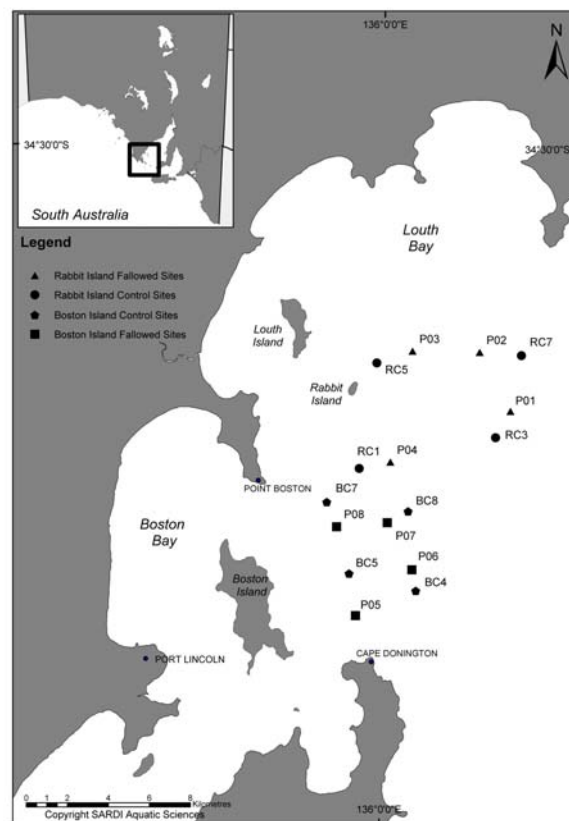 136°0'0"E
N
34°30'0"S
34°30'0"S
South Australia
Louth
Bay
Legend
Rabbit Island Fallowed Sites
Rabbit Island Control Sites
Boston Island Control Sites
Boston Island Fallowed Sites
Louth
Island
P03
P02
RC7
RC5
Rabbit
Island
P01
RC3
RC1
P04
POINT BOSTON
BC7
BC8
P08
P07
Boston
Bay
BC5
P06
Boston
Island
BC4
P05
CAPE DONINGTON
PORT LINCOLN
0 1 2 4 6 8
Kilometres
Copyright SARDI Aquatic Sciences
136°0'0"E